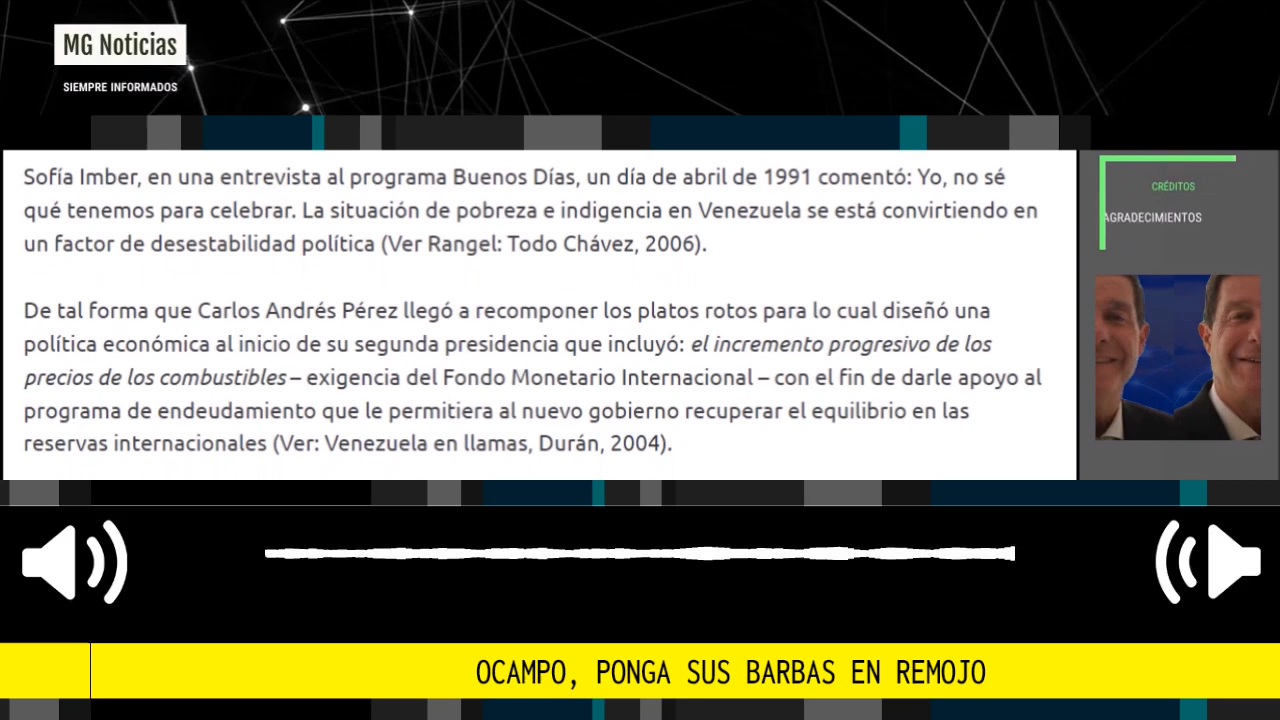 MG Noticias
SIEMPRE INFORMADOS
Sofía Imber, en una entrevista al programa Buenos Días, un día de abril de 1991 comentó: Yo, no sé
qué tenemos para celebrar. La situación de pobreza e indigencia en Venezuela se está convirtiendo en
un factor de desestabilidad política (Ver Rangel: Todo Chávez, 2006).
De tal forma que Carlos Andrés Pérez llegó a recomponer los platos rotos para lo cual diseñó una
política económica al inicio de su segunda presidencia que incluyó: el incremento progresivo de los
precios de los combustibles – exigencia del Fondo Monetario Internacional – con el fin de darle apoyo al
programa de endeudamiento que le permitiera al nuevo gobierno recuperar el equilibrio en las
reservas internacionales (Ver: Venezuela en llamas, Durán, 2004).
CRÉDITOS
AGRADECIMIENTOS
OCAMPO, PONGA SUS BARBAS EN REMOJO